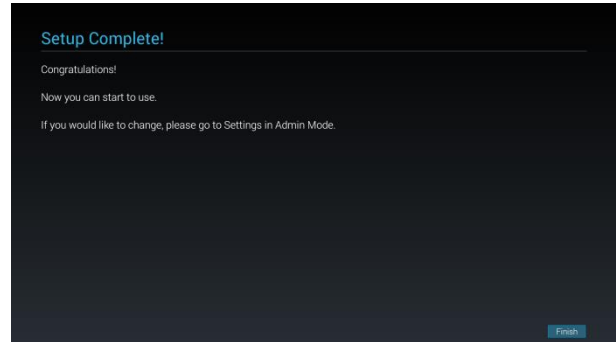 Setup Complete!
Congratulations!
Now you can start to use.
If you would like to change, please go to Settings in Admin Mode.
Finish